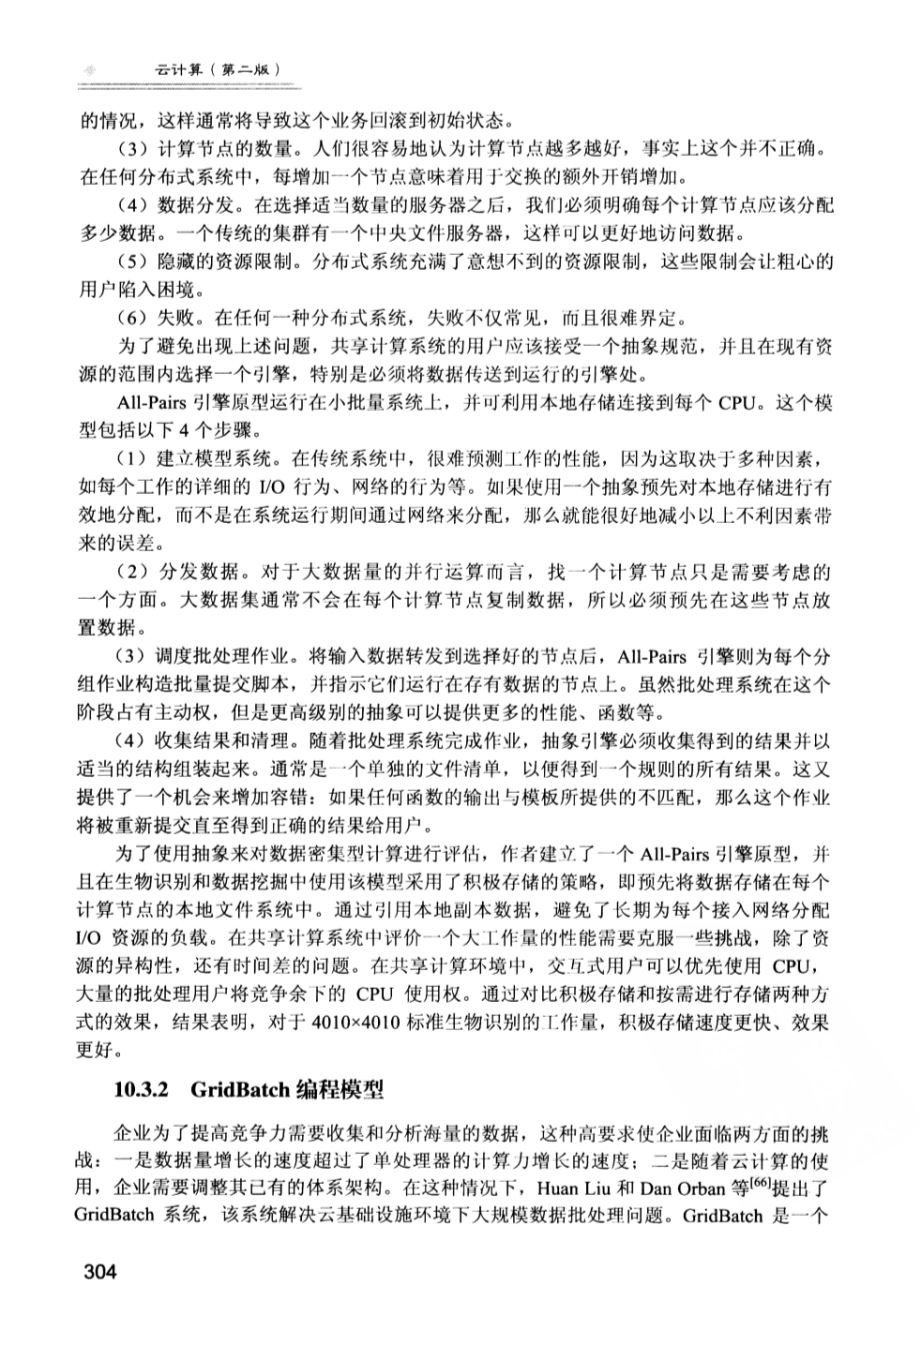 云计算（第二版）
的情况，这样通常将导致这个业务回滚到初始状态。
（3）计算节点的数量。人们很容易地认为计算节点越多越好，事实上这个并不正确。
在任何分布式系统中，每增加一个节点意味着用于交换的额外开销增加。
（4）数据分发。在选择适当数量的服务器之后，我们必须明确每个计算节点应该分配
多少数据。一个传统的集群有一个中央文件服务器，这样可以更好地访问数据。
（5）隐藏的资源限制。分布式系统充满了意想不到的资源限制，这些限制会让粗心的
用户陷入困境。
（6）失败。在任何一种分布式系统，失败不仅常见，而且很难界定。
为了避免出现上述问题，共享计算系统的用户应该接受一个抽象规范，并且在现有资
源的范围内选择一个引擎，特别是必须将数据传送到运行的引擎处。
All-Pairs 引擎原型运行在小批量系统上，并可利用本地存储连接到每个 CPU。这个模
型包括以下 4 个步骤。
（1）建立模型系统。在传统系统中，很难预测工作的性能，因为这取决于多种因素，
如每个工作的详细的 I/O 行为、网络的行为等。如果使用一个抽象预先对本地存储进行有
效地分配，而不是在系统运行期间通过网络来分配，那么就能很好地减小以上不利因素带
来的误差。
（2）分发数据。对于大数据量的并行运算而言，找一个计算节点只是需要考虑的
一个方面。大数据集通常不会在每个计算节点复制数据，所以必须预先在这些节点放
置数据。
（3）调度批处理作业。将输入数据转发到选择好的节点后，All-Pairs 引擎则为每个分
组作业构造批量提交脚本，并指示它们运行在存有数据的节点上。虽然批处理系统在这个
阶段占有主动权，但是更高级别的抽象可以提供更多的性能、函数等。
（4）收集结果和清理。随着批处理系统完成作业，抽象引擎必须收集得到的结果并以
适当的结构组装起来。通常是一个单独的文件清单，以便得到一个规则的所有结果。这又
提供了一个机会来增加容错：如果任何函数的输出与模板所提供的不匹配，那么这个作业
将被重新提交直至得到正确的结果给用户。
为了使用抽象来对数据密集型计算进行评估，作者建立了一个 All-Pairs 引擎原型，并
且在生物识别和数据挖掘中使用该模型采用了积极存储的策略，即预先将数据存储在每个
计算节点的本地文件系统中。通过引用本地副本数据，避免了长期为每个接入网络分配
I/O 资源的负载。在共享计算系统中评价一个大工作量的性能需要克服一些挑战，除了资
源的异构性，还有时间差的问题。在共享计算环境中，交互式用户可以优先使用 CPU，
大量的批处理用户将竞争余下的 CPU 使用权。通过对比积极存储和按需进行存储两种方
式的效果，结果表明，对于 4010×4010 标准生物识别的工作量，积极存储速度更快、效果
更好。
10.3.2 GridBatch 编程模型
企业为了提高竞争力需要收集和分析海量的数据，这种高要求使企业面临两方面的挑
战：一是数据量增长的速度超过了单处理器的计算力增长的速度；二是随着云计算的使
用，企业需要调整其已有的体系架构。在这种情况下，Huan Liu 和 Dan Orban 等[66]提出了
GridBatch 系统，该系统解决云基础设施环境下大规模数据批处理问题。GridBatch 是一个
304